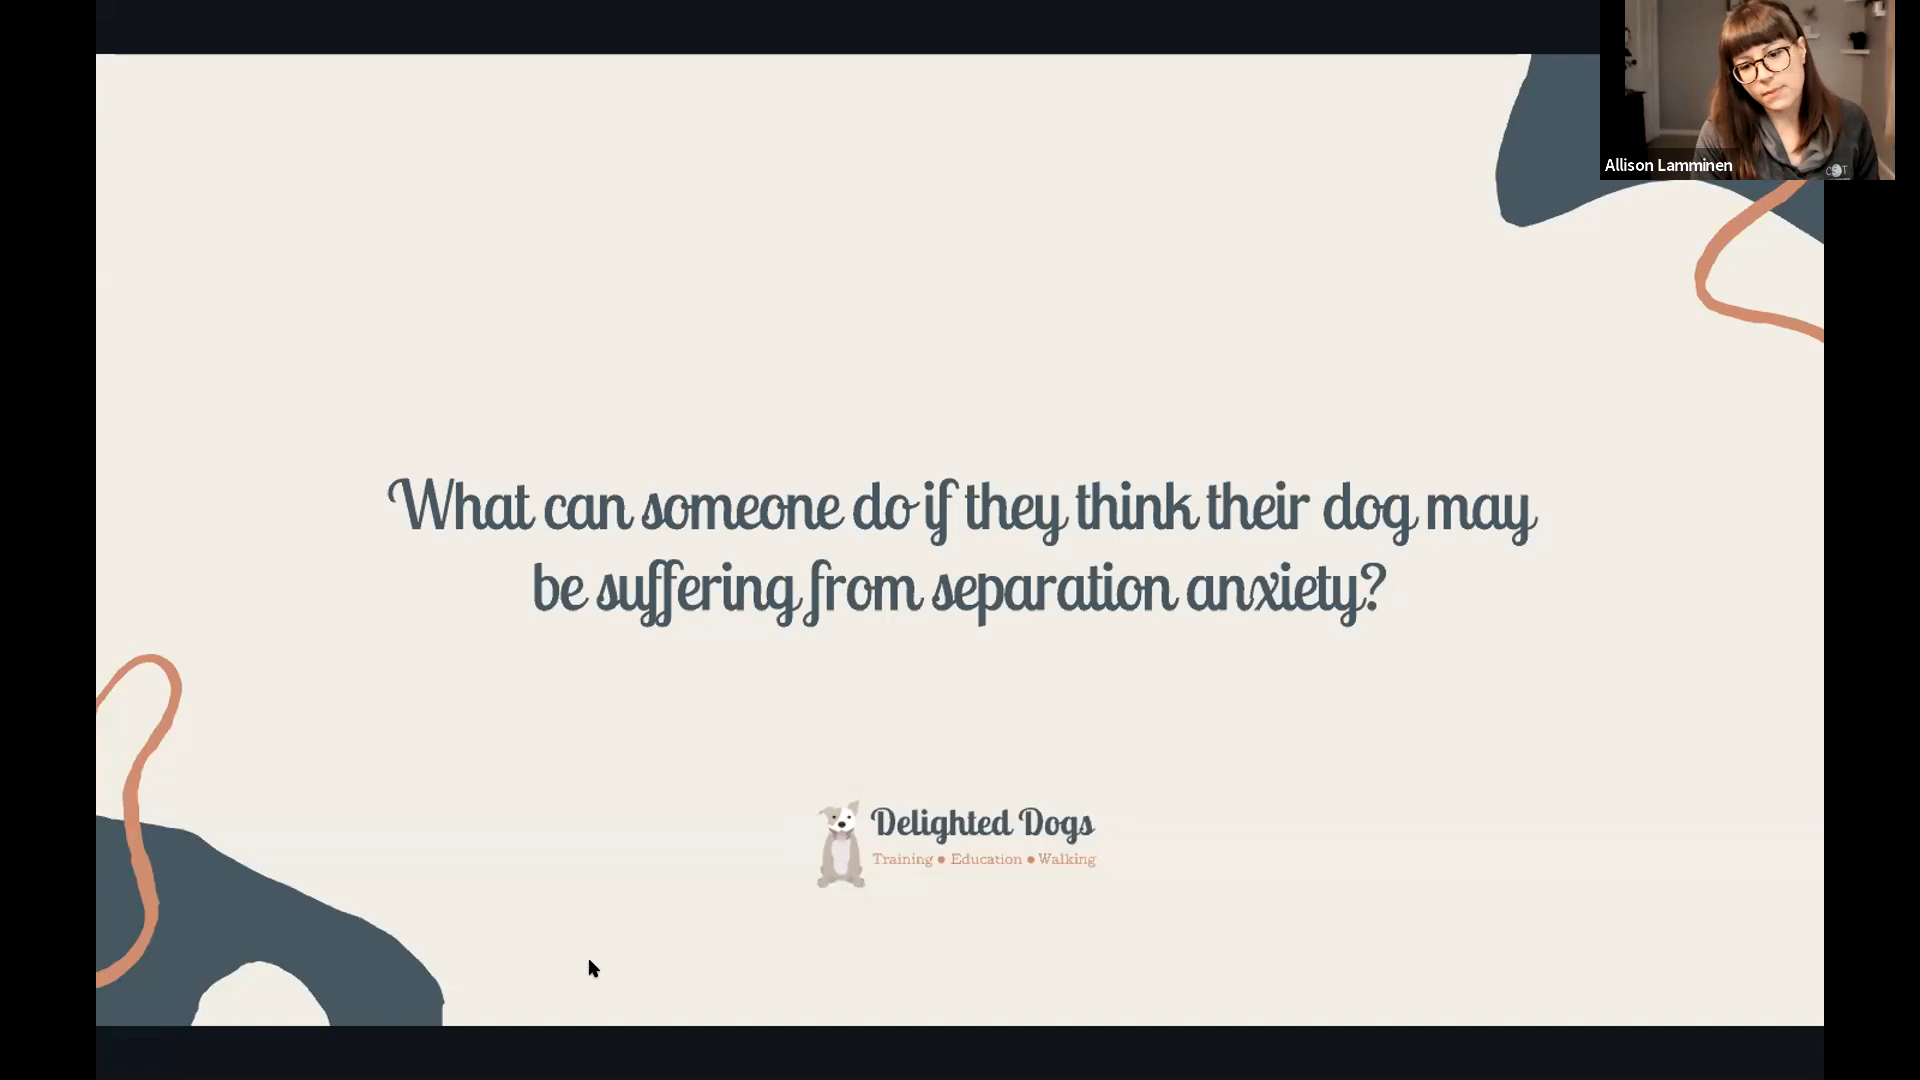 Allison Lamminen
What can someone do if they think their dog may
be suffering from separation anxiety?
Delighted Dogs
Training • Education • Walking